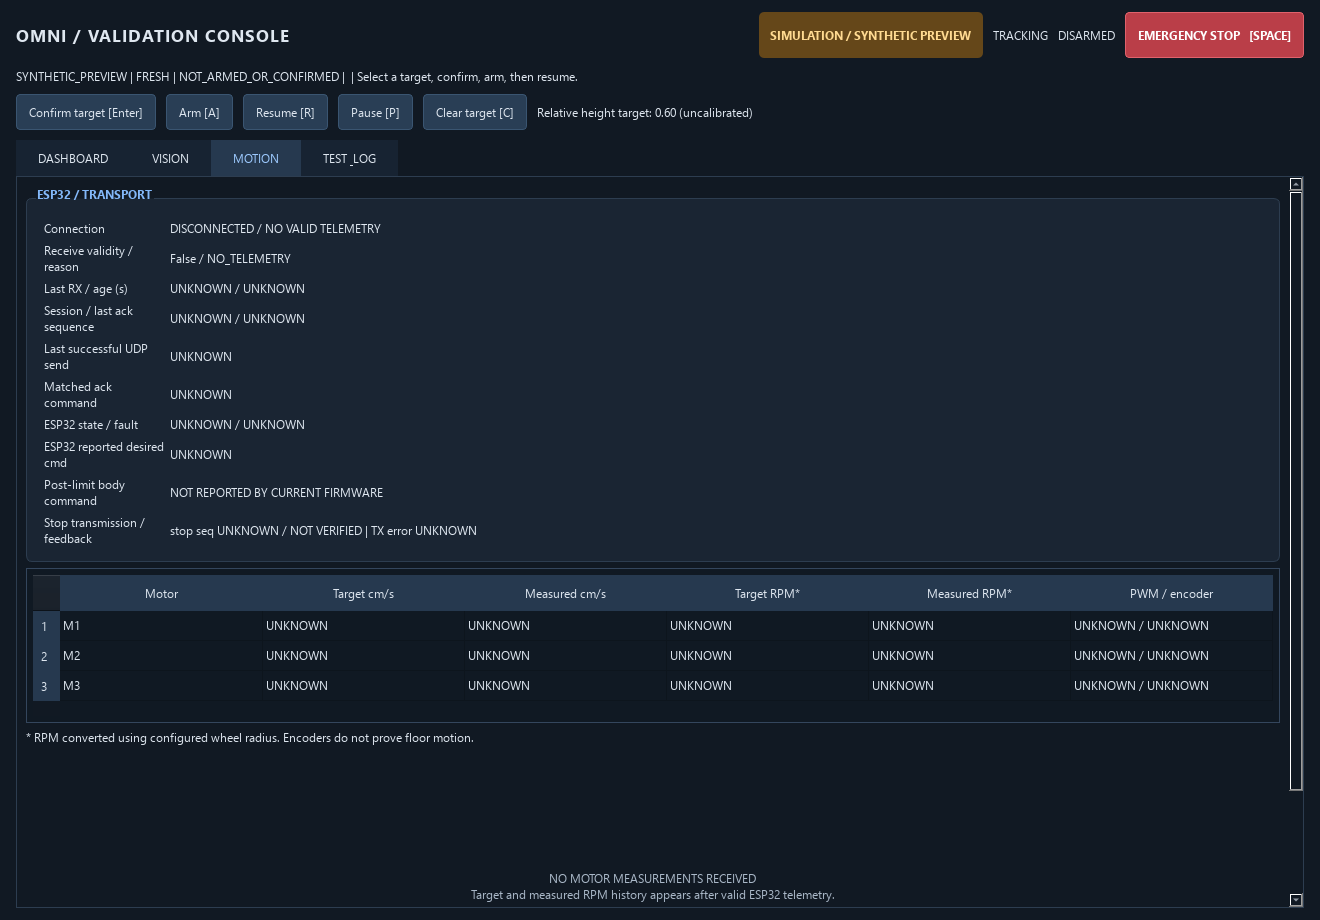 OMNI / VALIDATION CONSOLE
SIMULATION / SYNTHETIC PREVIEW TRACKING DISARMED EMERGENCY STOP [SPACE]
SYNTHETIC_PREVIEW | FRESH | NOT_ARMED_OR_CONFIRMED | | Select a target, confirm, arm, then resume.
Confirm target [Enter] Arm [A] Resume [R] Pause [P] Clear target [C] Relative height target: 0.60 (uncalibrated)
DASHBOARD VISION MOTION TEST_LOG
ESP32 / TRANSPORT
Connection DISCONNECTED / NO VALID TELEMETRY
Receive validity /
reason
False / NO_TELEMETRY
Last RX / age (s) UNKNOWN / UNKNOWN
Session / last ack
sequence
UNKNOWN / UNKNOWN
Last successful UDP
send
UNKNOWN
Matched ack
command
UNKNOWN
ESP32 state / fault UNKNOWN / UNKNOWN
ESP32 reported desired
cmd
UNKNOWN
Post-limit body
command
NOT REPORTED BY CURRENT FIRMWARE
Stop transmission /
feedback
stop seq UNKNOWN / NOT VERIFIED | TX error UNKNOWN
Motor Target cm/s Measured cm/s Target RPM* Measured RPM* PWM / encoder
1 M1 UNKNOWN UNKNOWN UNKNOWN UNKNOWN UNKNOWN / UNKNOWN
2 M2 UNKNOWN UNKNOWN UNKNOWN UNKNOWN UNKNOWN / UNKNOWN
3 M3 UNKNOWN UNKNOWN UNKNOWN UNKNOWN UNKNOWN / UNKNOWN
* RPM converted using configured wheel radius. Encoders do not prove floor motion.
NO MOTOR MEASUREMENTS RECEIVED
Target and measured RPM history appears after valid ESP32 telemetry.